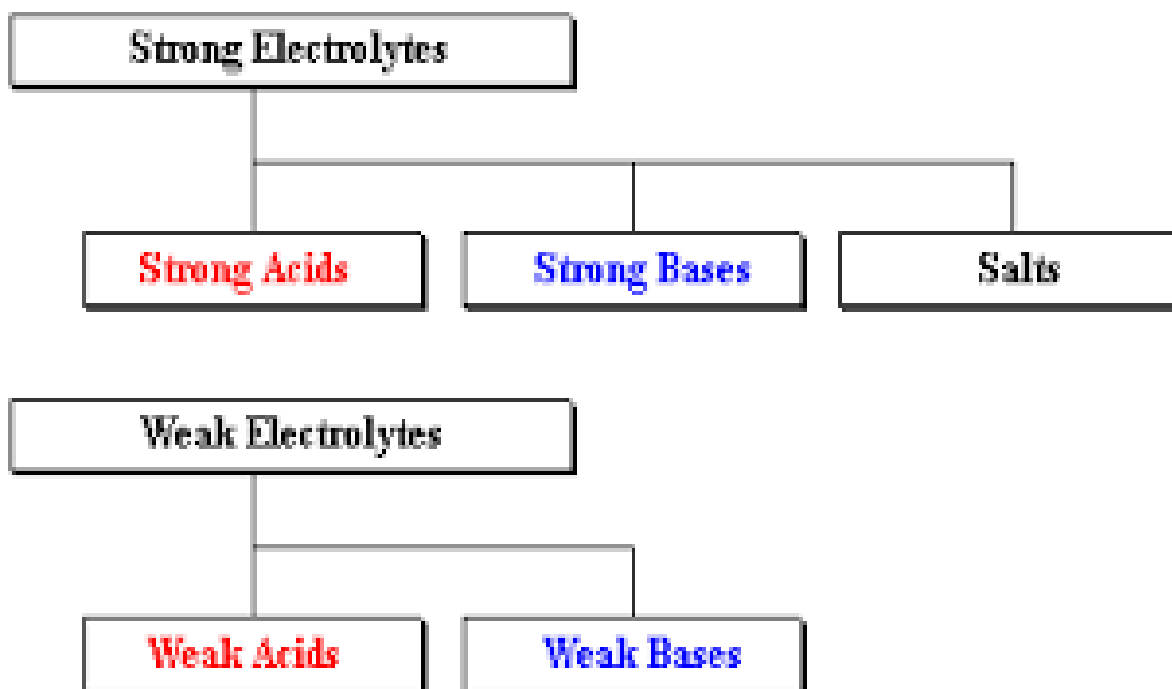 Strong Electrolytes
Strong Acids
Strong Bases
Salts
Weak Electrolytes
Weak Acids
Weak Bases